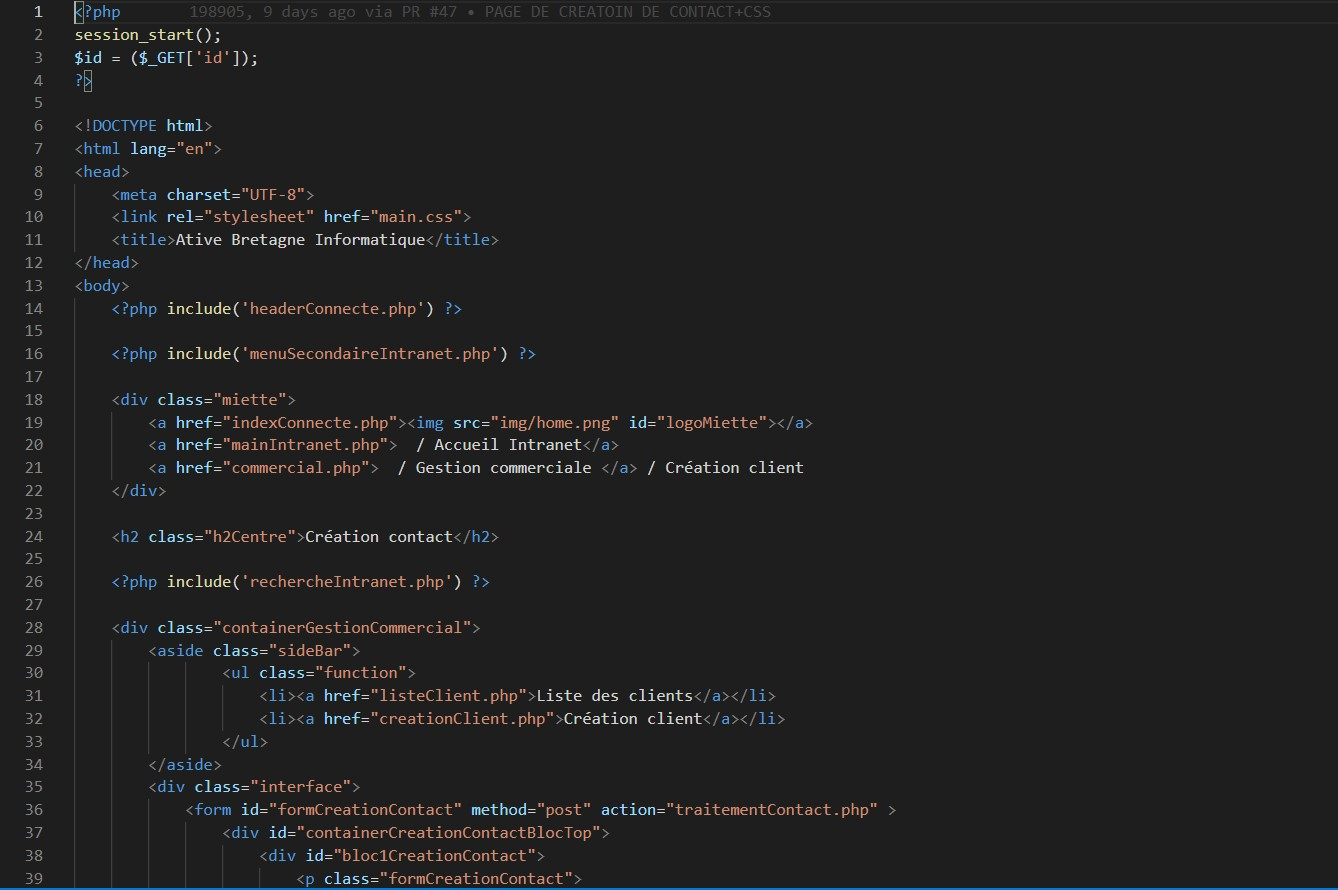 1 <?php 198905, 9 days ago via PR #47 • PAGE DE CREATOIN DE CONTACT+CSS
2 session_start();
3 $id = ($_GET['id']);
4 ?>
5
6 <!DOCTYPE html>
7 <html lang="en">
8 <head>
9 <meta charset="UTF-8">
10 <link rel="stylesheet" href="main.css">
11 <title>Ative Bretagne Informatique</title>
12 </head>
13 <body>
14 <?php include('headerConnecte.php') ?>
15
16 <?php include('menuSecondaireIntranet.php') ?>
17
18 <div class="miette">
19 <a href="indexConnecte.php"><img src="img/home.png" id="logoMiette"></a>
20 <a href="mainIntranet.php"> / Accueil Intranet</a>
21 <a href="commercial.php"> / Gestion commerciale </a> / Création client
22 </div>
23
24 <h2 class="h2Centre">Création contact</h2>
25
26 <?php include('rechercheIntranet.php') ?>
27
28 <div class="containerGestionCommercial">
29 <aside class="sideBar">
30 <ul class="function">
31 <li><a href="listeClient.php">Liste des clients</a></li>
32 <li><a href="creationClient.php">Création client</a></li>
33 </ul>
34 </aside>
35 <div class="interface">
36 <form id="formCreationContact" method="post" action="traitementContact.php" >
37 <div id="containerCreationContactBlocTop">
38 <div id="bloc1CreationContact">
39 <p class="formCreationContact">